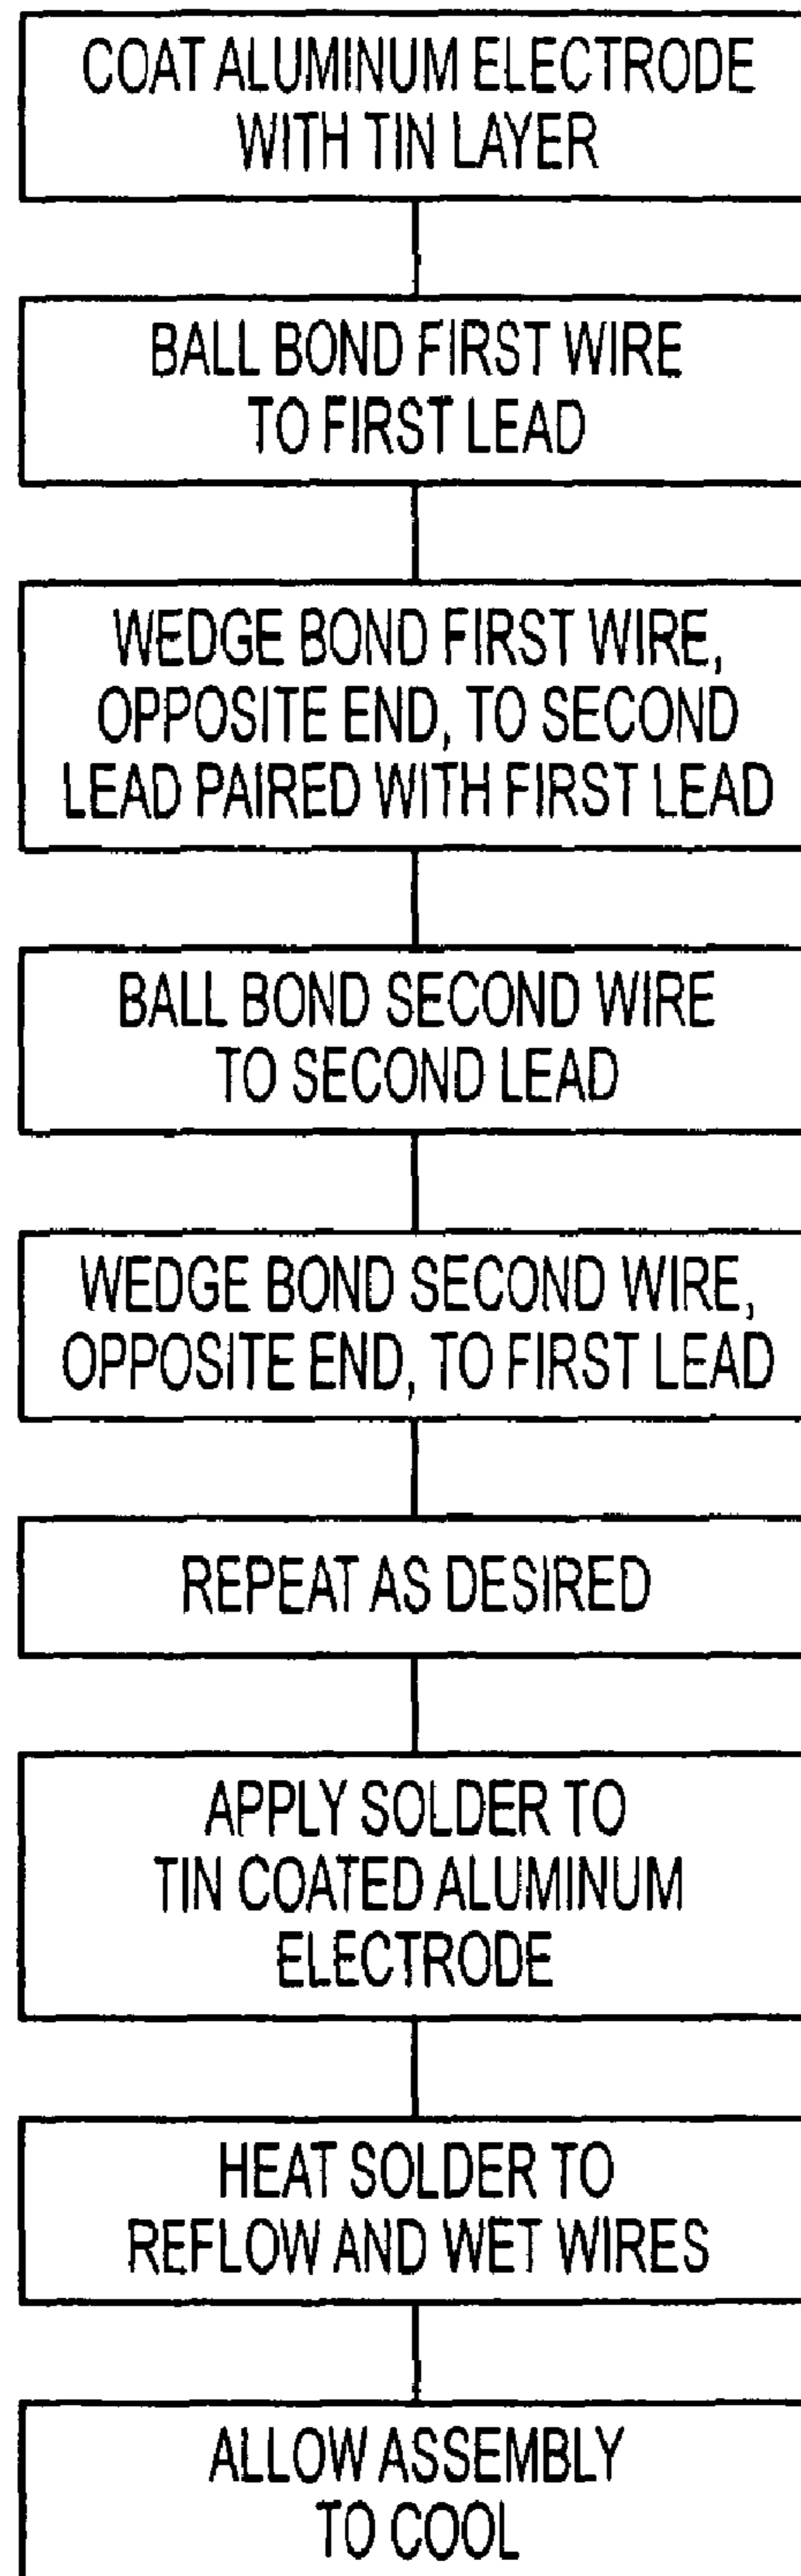 COAT ALUMINUM ELECTRODE
WITH TIN LAYER
BALL BOND FIRST WIRE
TO FIRST LEAD
WEDGE BOND FIRST WIRE,
OPPOSITE END, TO SECOND
LEAD PAIRED WITH FIRST LEAD
BALL BOND SECOND WIRE
TO SECOND LEAD
WEDGE BOND SECOND WIRE,
OPPOSITE END, TO FIRST LEAD
REPEAT AS DESIRED
APPLY SOLDER TO
TIN COATED ALUMINUM
ELECTRODE
HEAT SOLDER TO
REFLOW AND WET WIRES
ALLOW ASSEMBLY
TO COOL